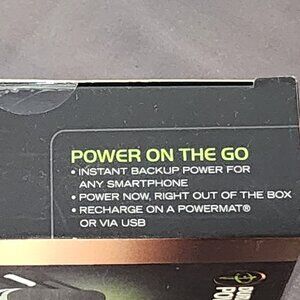 POWER ON THE GO
• INSTANT BACKUP POWER FOR
ANY SMARTPHONE
• POWER NOW, RIGHT OUT OF THE BOX
• RECHARGE ON A POWERMAT®
OR VIA USB